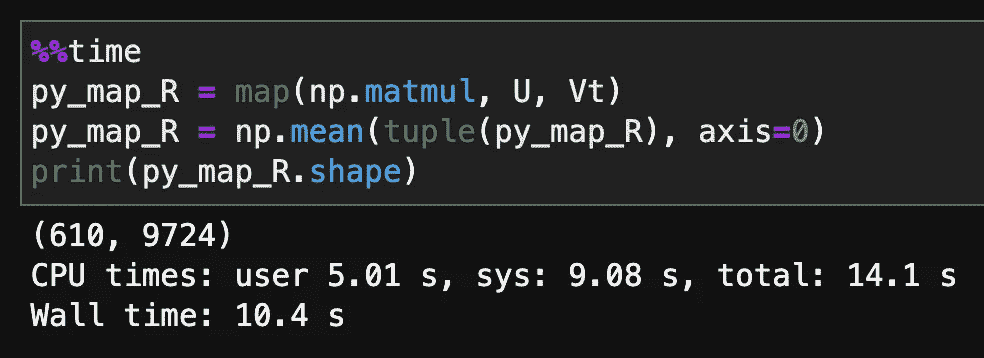 %%time
py_map_R = map(np.matmul, U, Vt)
py_map_R = np.mean(tuple(py_map_R), axis=0)
print(py_map_R.shape)
(610, 9724)
CPU times: user 5.01 s, sys: 9.08 s, total: 14.1 s
Wall time: 10.4 s